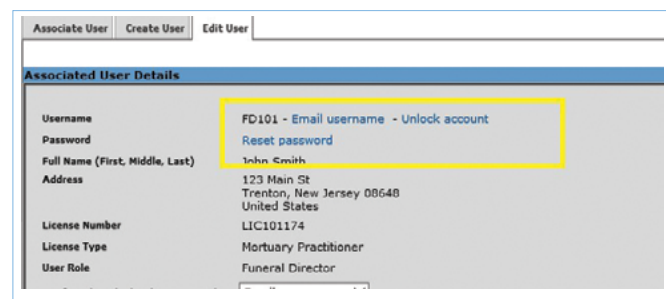 Associate User Create User Edit User
Associated User Details
Username FD101 - Email username - Unlock account
Password Reset password
Full Name (First, Middle, Last) John Smith
Address 123 Main St
Trenton, New Jersey 08648
United States
License Number LIC101174
License Type Mortuary Practitioner
User Role Funeral Director